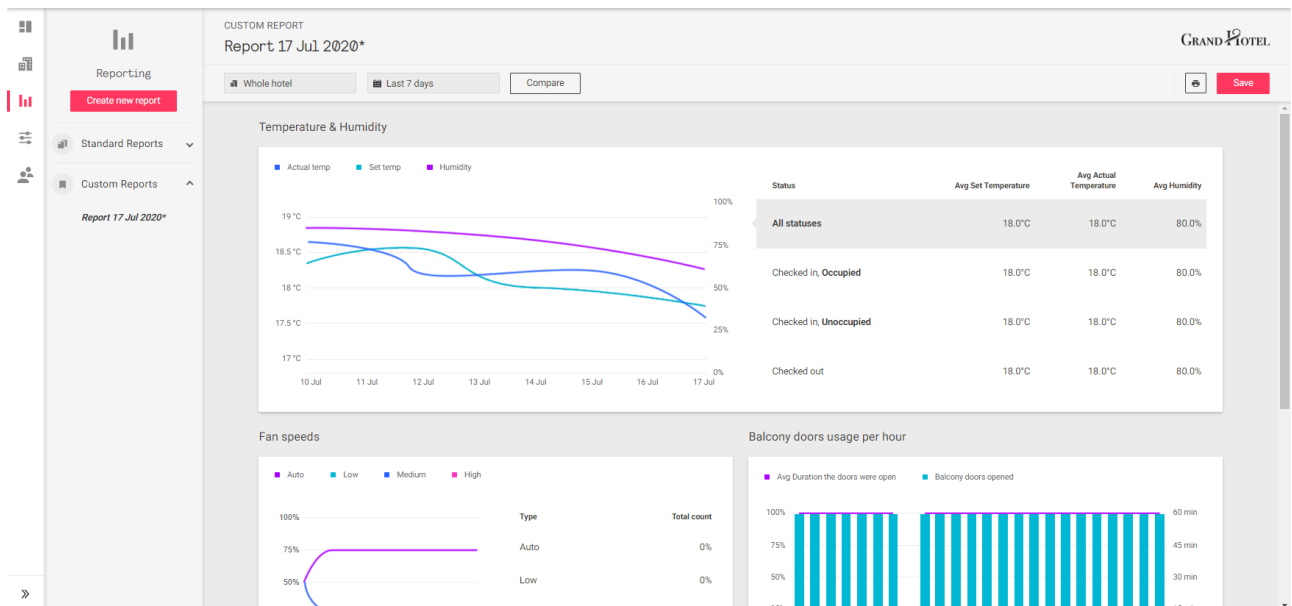 CUSTOM REPORT
Report 17 Jul 2020*
GRAND HOTEL
Reporting
Create new report
Standard Reports
Custom Reports
Report 17 Jul 2020*
Whole hotel
Last 7 days
Compare
Save
Temperature & Humidity
Actual temp
Set temp
Humidity
19 °C
18.5 °C
18 °C
17.5 °C
17 °C
100%
75%
50%
25%
0%
10 Jul
11 Jul
12 Jul
13 Jul
14 Jul
15 Jul
16 Jul
17 Jul
Status
Avg Set Temperature
Avg Actual
Temperature
Avg Humidity
All statuses
18.0°C
18.0°C
80.0%
Checked in, Occupied
18.0°C
18.0°C
80.0%
Checked in, Unoccupied
18.0°C
18.0°C
80.0%
Checked out
18.0°C
18.0°C
80.0%
Fan speeds
Auto
Low
Medium
High
100%
75%
50%
Type
Total count
Auto
0%
Low
0%
Balcony doors usage per hour
Avg Duration the doors were open
Balcony doors opened
100%
75%
50%
60 min
45 min
30 min